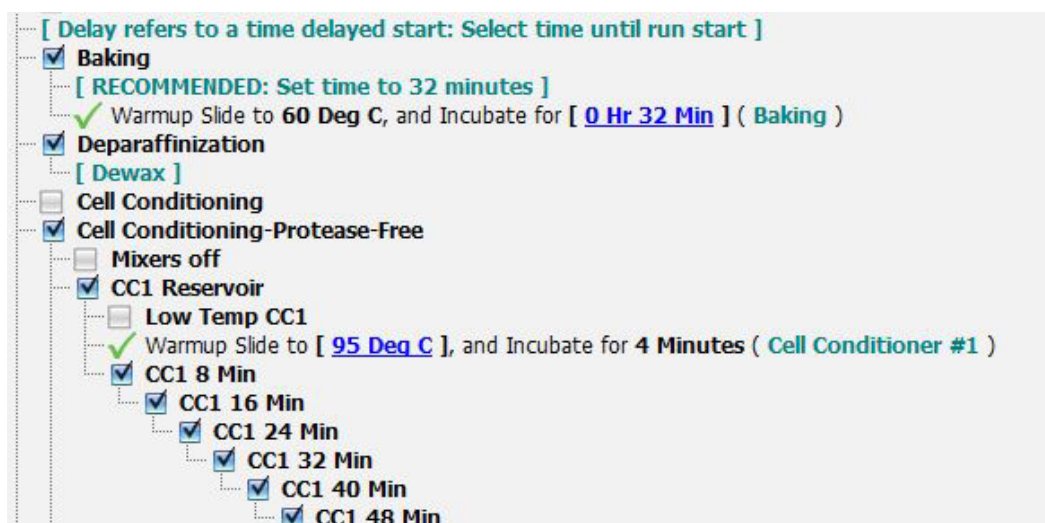 [ Delay refers to a time delayed start: Select time until run start ]
Baking
[ RECOMMENDED: Set time to 32 minutes ]
Warmup Slide to 60 Deg C, and Incubate for [ 0 Hr 32 Min ] ( Baking )
Deparaffinization
[ Dewax ]
Cell Conditioning
Cell Conditioning-Protease-Free
Mixers off
CC1 Reservoir
Low Temp CC1
Warmup Slide to [ 95 Deg C ], and Incubate for 4 Minutes ( Cell Conditioner #1 )
CC1 8 Min
CC1 16 Min
CC1 24 Min
CC1 32 Min
CC1 40 Min
CC1 48 Min